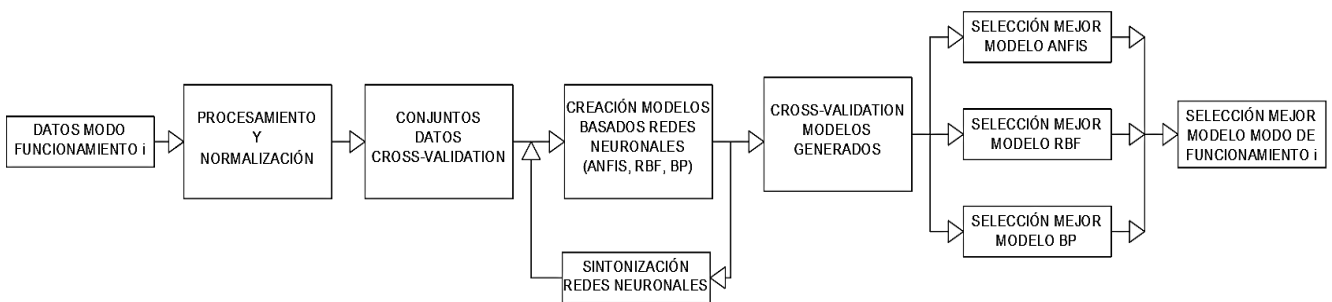 DATOS MODO
FUNCIONAMIENTO i
PROCESAMIENTO
Y
NORMALIZACIÓN
CONJUNTOS
DATOS
CROSS-VALIDATION
CREACIÓN MODELOS
BASADOS REDES
NEURONALES
(ANFIS, RBF, BP)
SINTONIZACIÓN
REDES NEURONALES
CROSS-VALIDATION
MODELOS
GENERADOS
SELECCIÓN MEJOR
MODELO ANFIS
SELECCIÓN MEJOR
MODELO RBF
SELECCIÓN MEJOR
MODELO BP
SELECCIÓN MEJOR
MODELO MODO DE
FUNCIONAMIENTO i